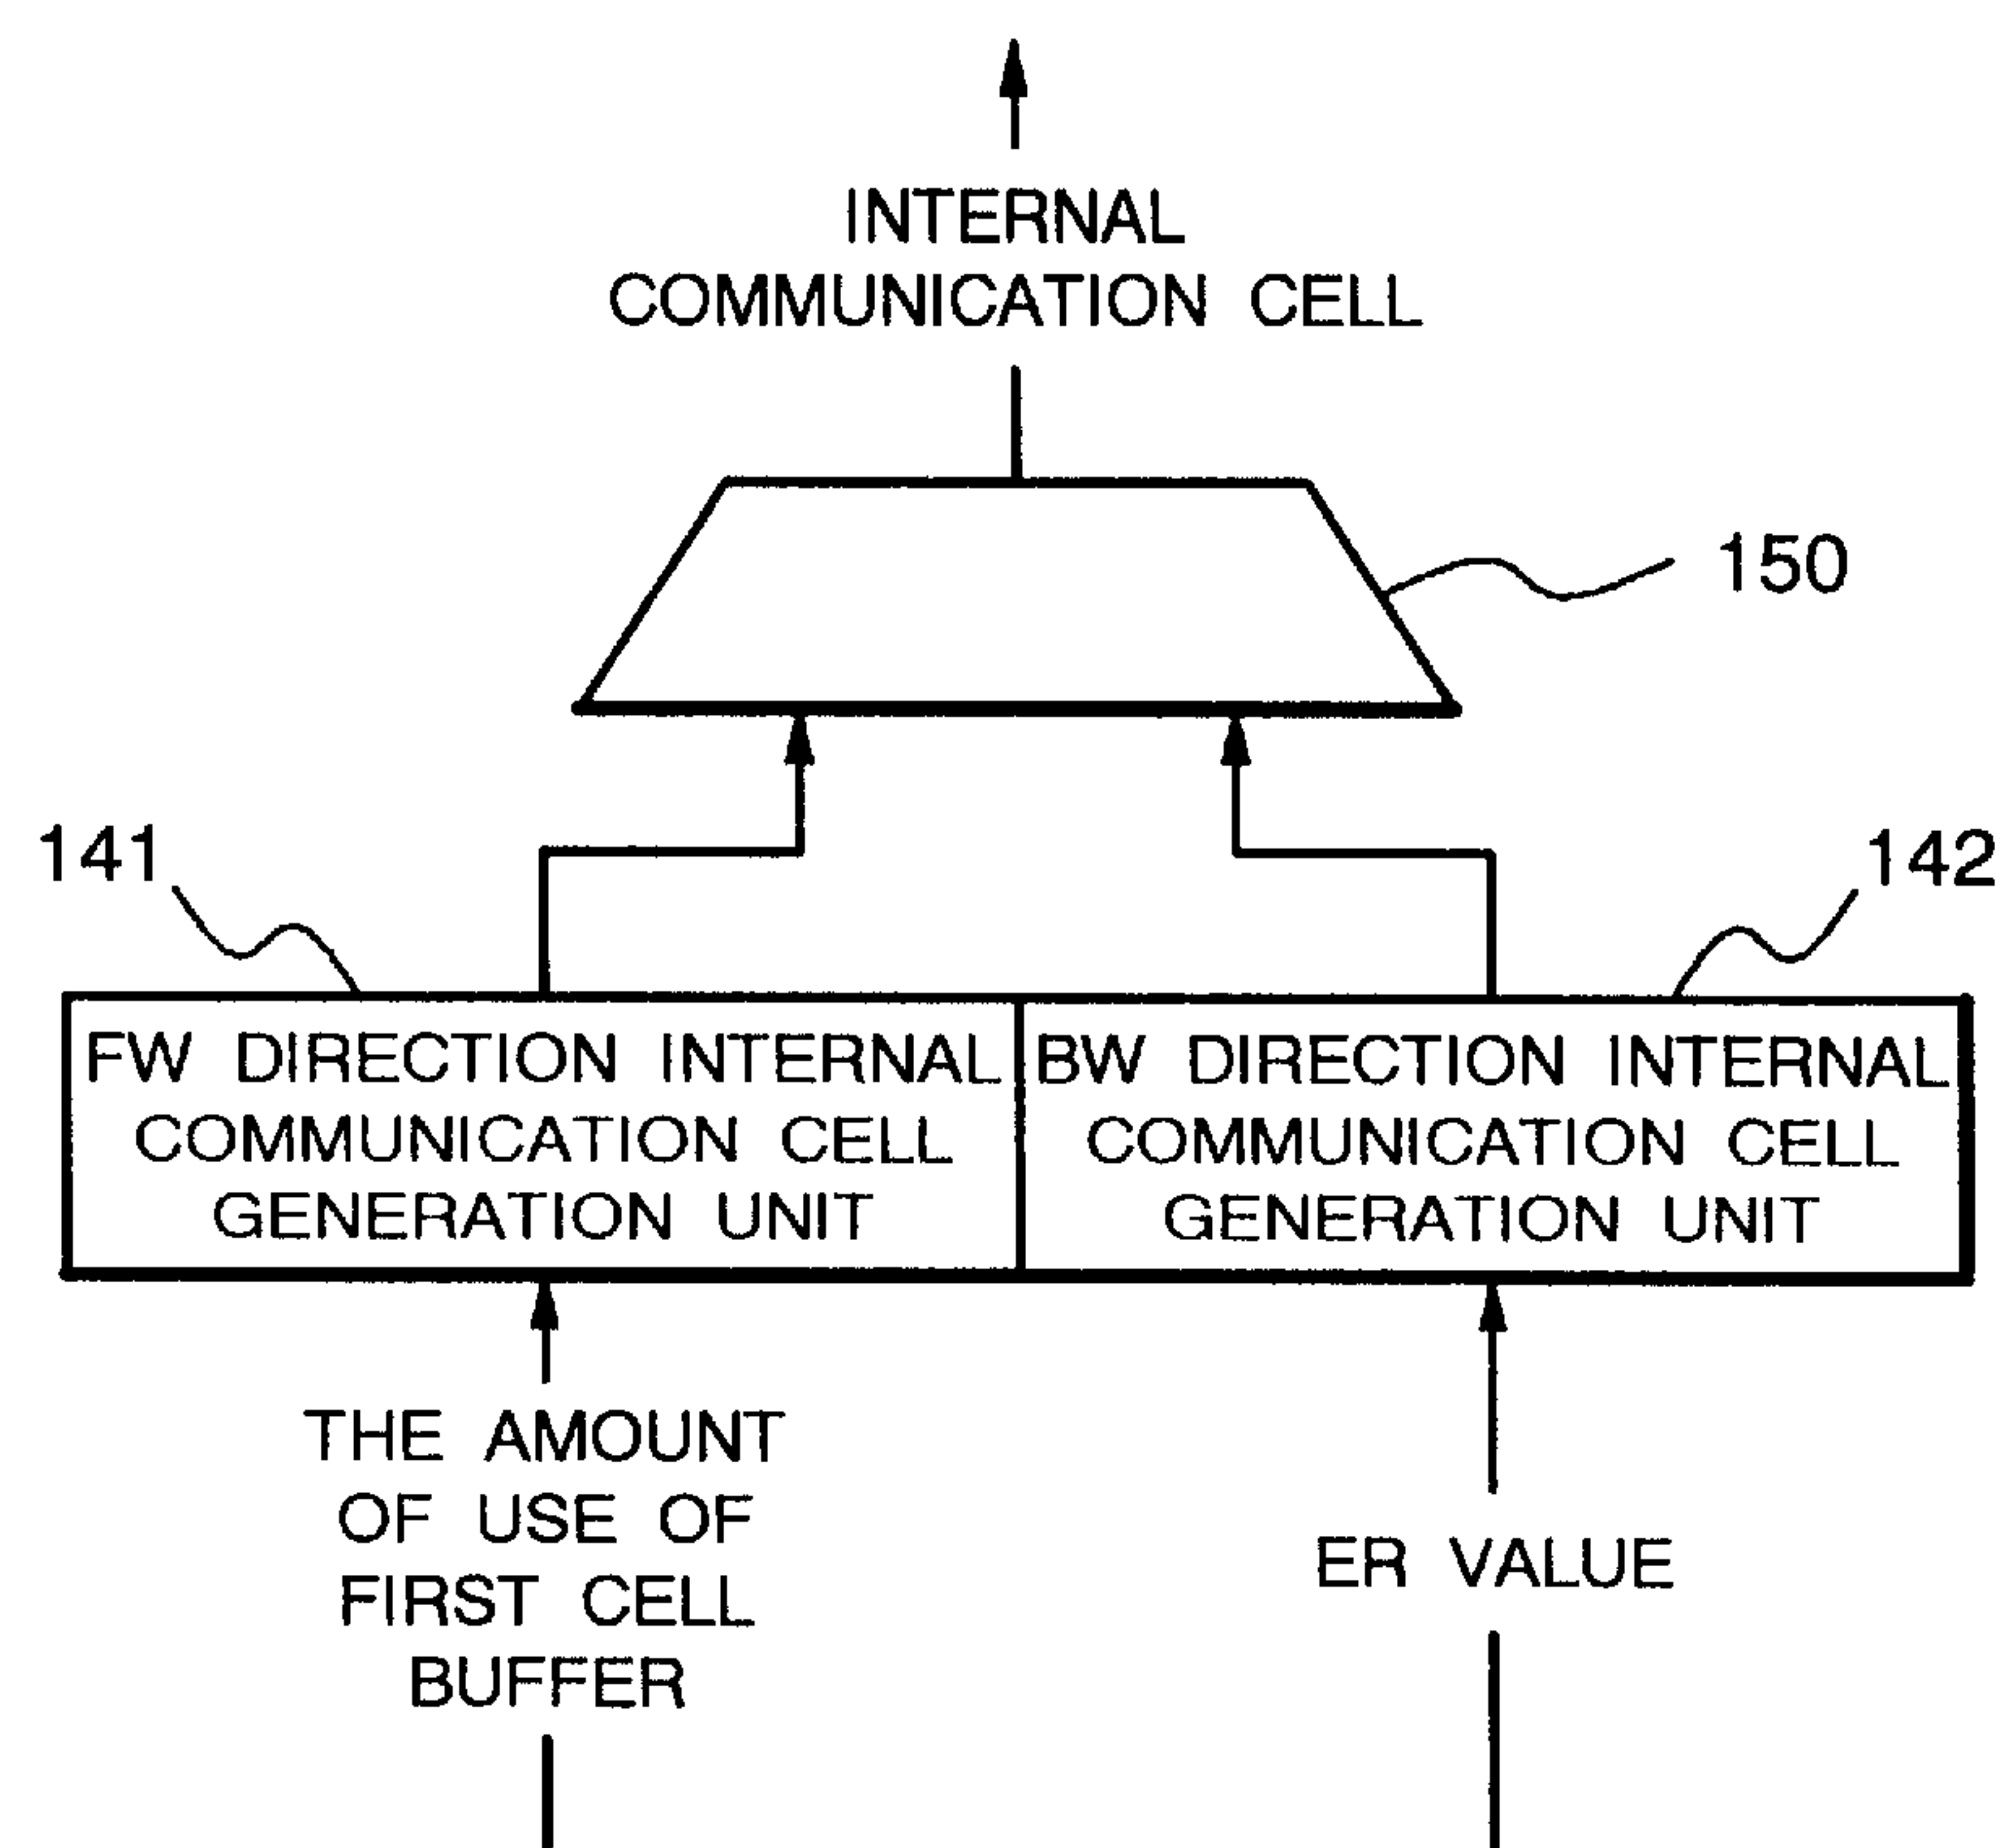 INTERNAL
COMMUNICATION CELL
150
141
142
FW DIRECTION INTERNAL
COMMUNICATION CELL
GENERATION UNIT
BW DIRECTION INTERNAL
COMMUNICATION CELL
GENERATION UNIT
THE AMOUNT
OF USE OF
FIRST CELL
BUFFER
ER VALUE